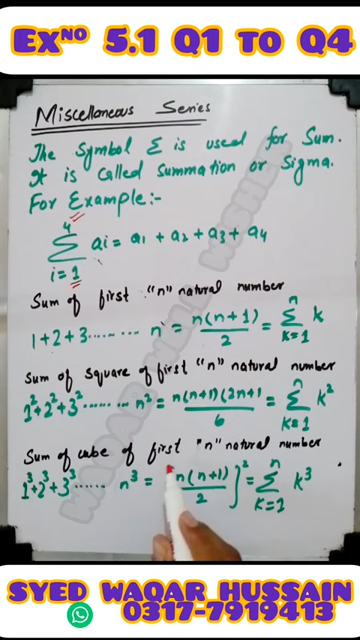 Ex^NO 5.1 Q1 TO Q4
Miscellaneous Series
The Symbol Σ is used for Sum.
It is called Summation or Sigma.
For Example:-
4
Σ ai = a1 + a2 + a3 + a4
i=1
Sum of first "n" natural number
1+2+3......... n = n(n+1)/2 = Σ_{k=1}^{n} k
Sum of square of first "n" natural number
1²+2²+3²........ n² = n(n+1)(2n+1/6 = Σ_{k=1}^{n} k²
Sum of cube of first "n" natural number
1³+2³+3³...... n³ = n(n+1)/2]² = Σ_{k=1}^{n} k³
SYED WAQAR HUSSAIN
0317-7919413